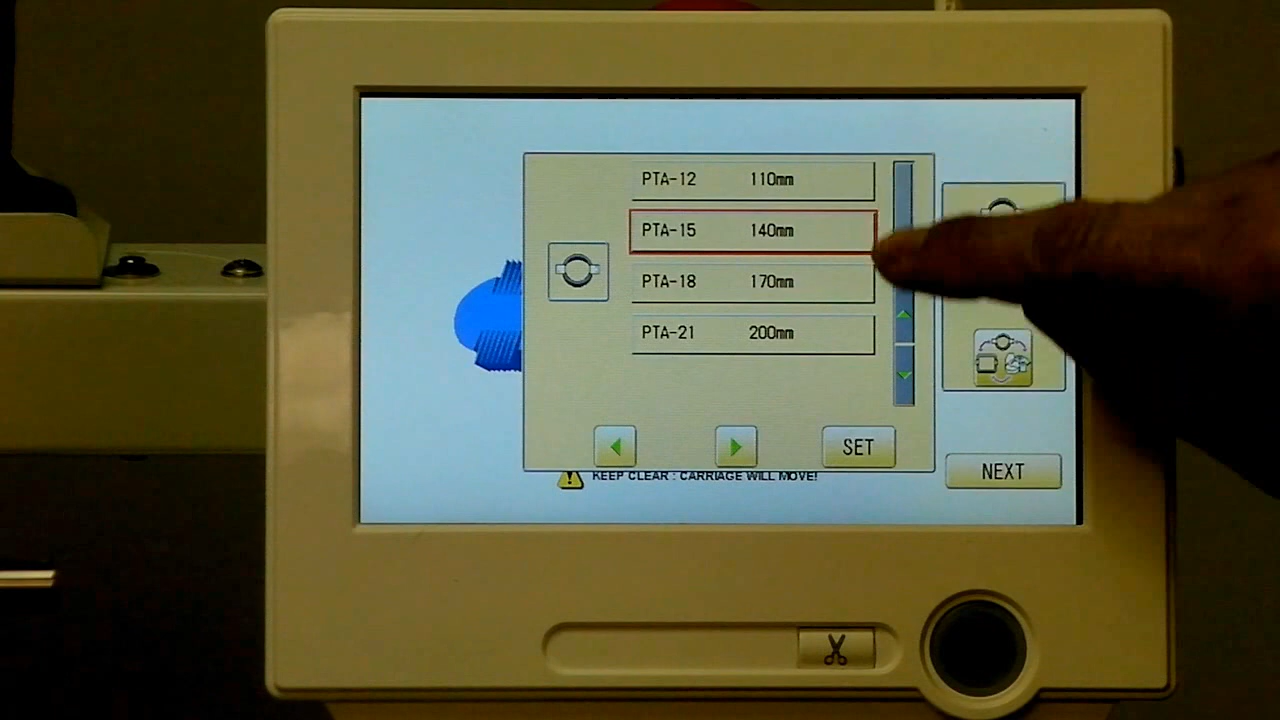 PTA-12 110mm
PTA-15 140mm
PTA-18 170mm
PTA-21 200mm
SET
KEEP CLEAR : CARRIAGE WILL MOVE!
NEXT